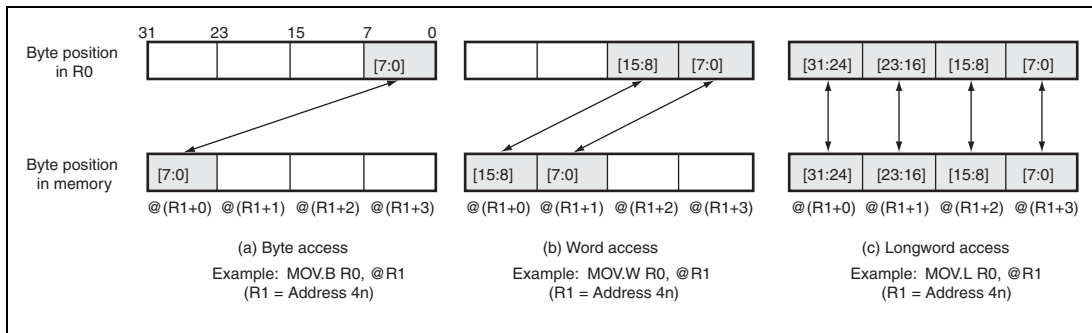 31 23 15 7 0
Byte position
in R0
[7:0]
[15:8] [7:0]
[31:24] [23:16] [15:8] [7:0]
Byte position
in memory
[7:0]
[15:8] [7:0]
[31:24] [23:16] [15:8] [7:0]
@(R1+0) @(R1+1) @(R1+2) @(R1+3)
@(R1+0) @(R1+1) @(R1+2) @(R1+3)
@(R1+0) @(R1+1) @(R1+2) @(R1+3)
(a) Byte access
Example: MOV.B R0, @R1
(R1 = Address 4n)
(b) Word access
Example: MOV.W R0, @R1
(R1 = Address 4n)
(c) Longword access
Example: MOV.L R0, @R1
(R1 = Address 4n)